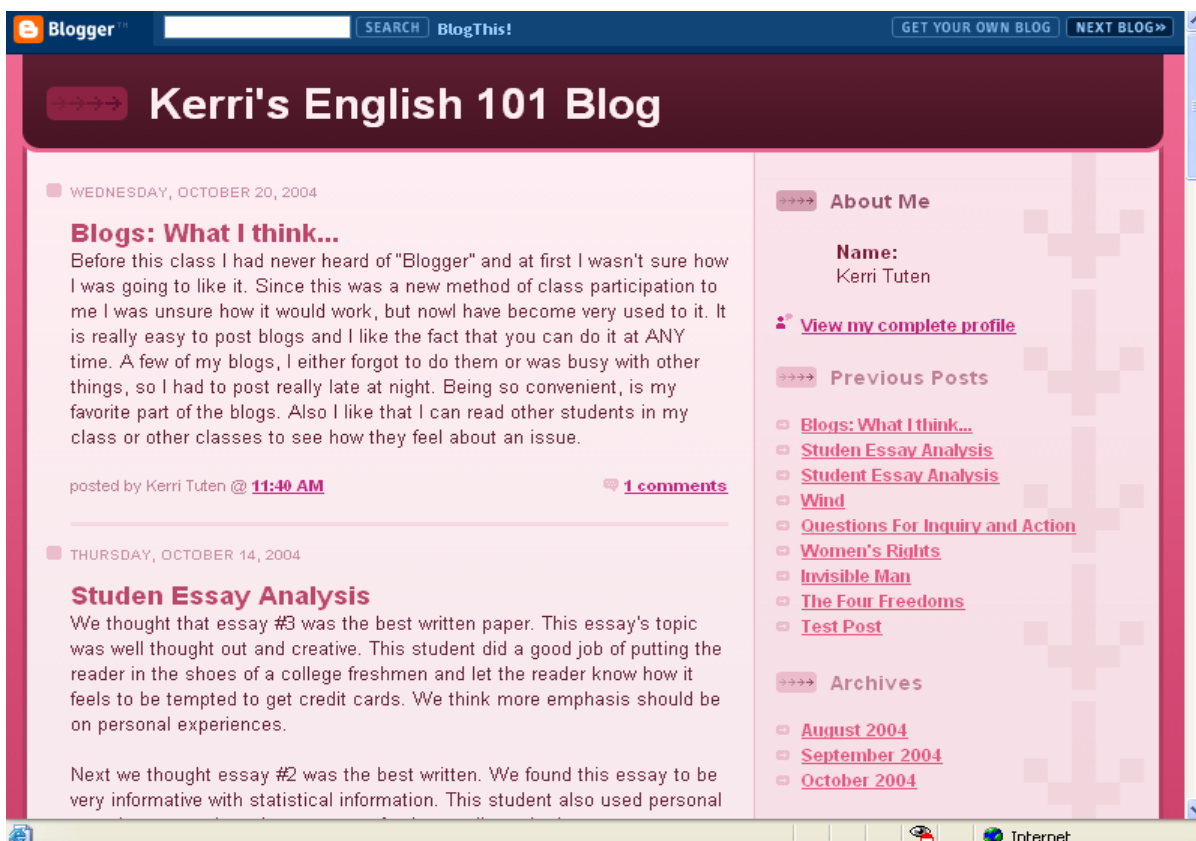 Blogger™ SEARCH BlogThis! GET YOUR OWN BLOG NEXT BLOG»
Kerri's English 101 Blog
WEDNESDAY, OCTOBER 20, 2004
Blogs: What I think...
Before this class I had never heard of "Blogger" and at first I wasn't sure how
I was going to like it. Since this was a new method of class participation to
me I was unsure how it would work, but nowI have become very used to it. It
is really easy to post blogs and I like the fact that you can do it at ANY
time. A few of my blogs, I either forgot to do them or was busy with other
things, so I had to post really late at night. Being so convenient, is my
favorite part of the blogs. Also I like that I can read other students in my
class or other classes to see how they feel about an issue.
posted by Kerri Tuten @ 11:40 AM
1 comments
THURSDAY, OCTOBER 14, 2004
Studen Essay Analysis
We thought that essay #3 was the best written paper. This essay's topic
was well thought out and creative. This student did a good job of putting the
reader in the shoes of a college freshmen and let the reader know how it
feels to be tempted to get credit cards. We think more emphasis should be
on personal experiences.
Next we thought essay #2 was the best written. We found this essay to be
very informative with statistical information. This student also used personal
About Me
Name:
Kerri Tuten
View my complete profile
Previous Posts
Blogs: What I think...
Studen Essay Analysis
Student Essay Analysis
Wind
Questions For Inquiry and Action
Women's Rights
Invisible Man
The Four Freedoms
Test Post
Archives
August 2004
September 2004
October 2004
Internet